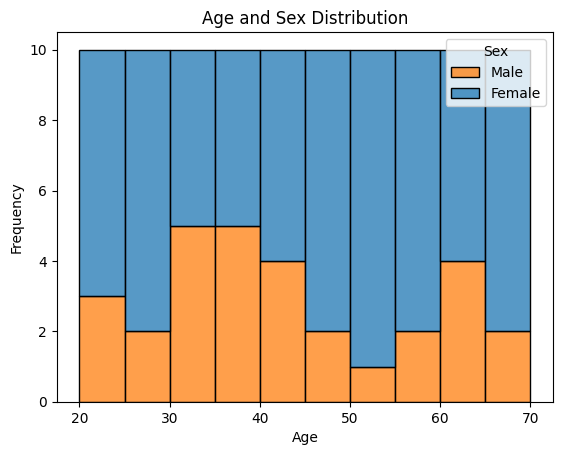 Age and Sex Distribution
Sex
Male
Female
10
8
6
4
2
0
Frequency
20 30 40 50 60 70
Age